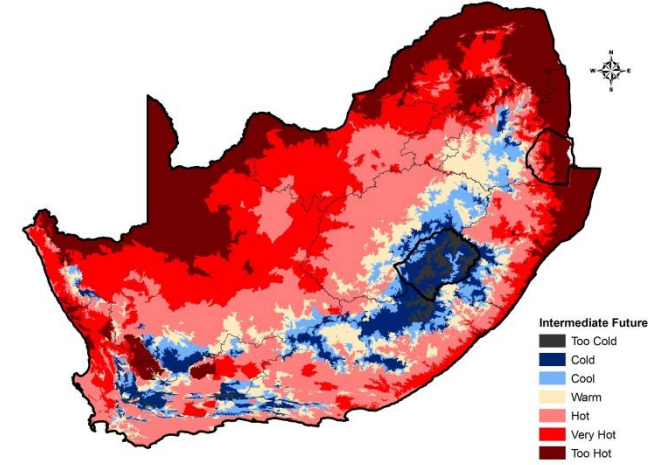 N
W E
S
Intermediate Future
Too Cold
Cold
Cool
Warm
Hot
Very Hot
Too Hot